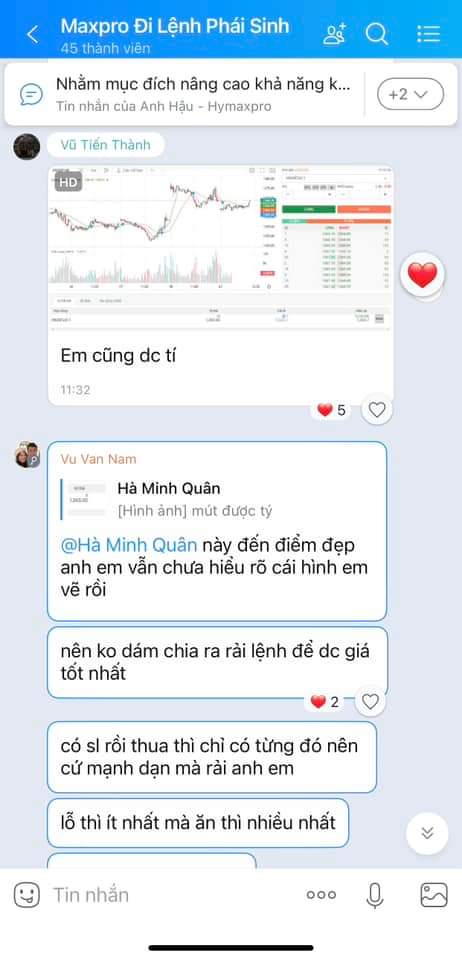 Maxpro Đi Lệnh Phái Sinh
45 thành viên
Nhằm mục đích nâng cao khả năng k...
Tin nhắn của Anh Hậu - Hymaxpro
+2
Vũ Tiến Thành
HD
Em cũng dc tí
11:32
5
Vu Van Nam
Hà Minh Quân
[Hình ảnh] mút được tý
@Hà Minh Quân này đến điểm đẹp
anh em vẫn chưa hiểu rõ cái hình em
vẽ rồi
nên ko dám chia ra rải lệnh để dc giá
tốt nhất
2
có sl rồi thua thì chỉ có từng đó nên
cứ mạnh dạn mà rải anh em
lỗ thì ít nhất mà ăn thì nhiều nhất
Tin nhắn